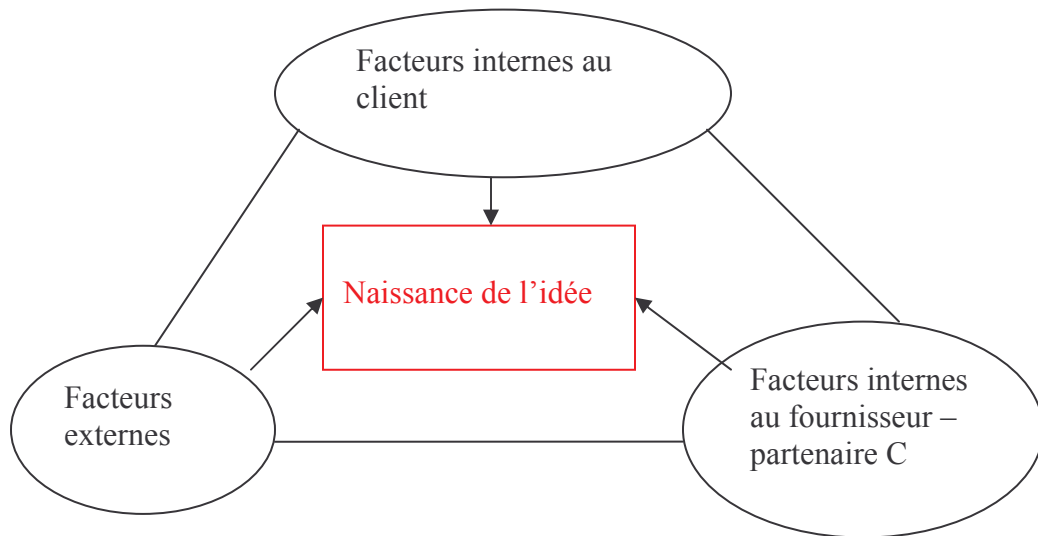 Facteurs internes au
client
Naissance de l’idée
Facteurs
externes
Facteurs internes
au fournisseur –
partenaire C